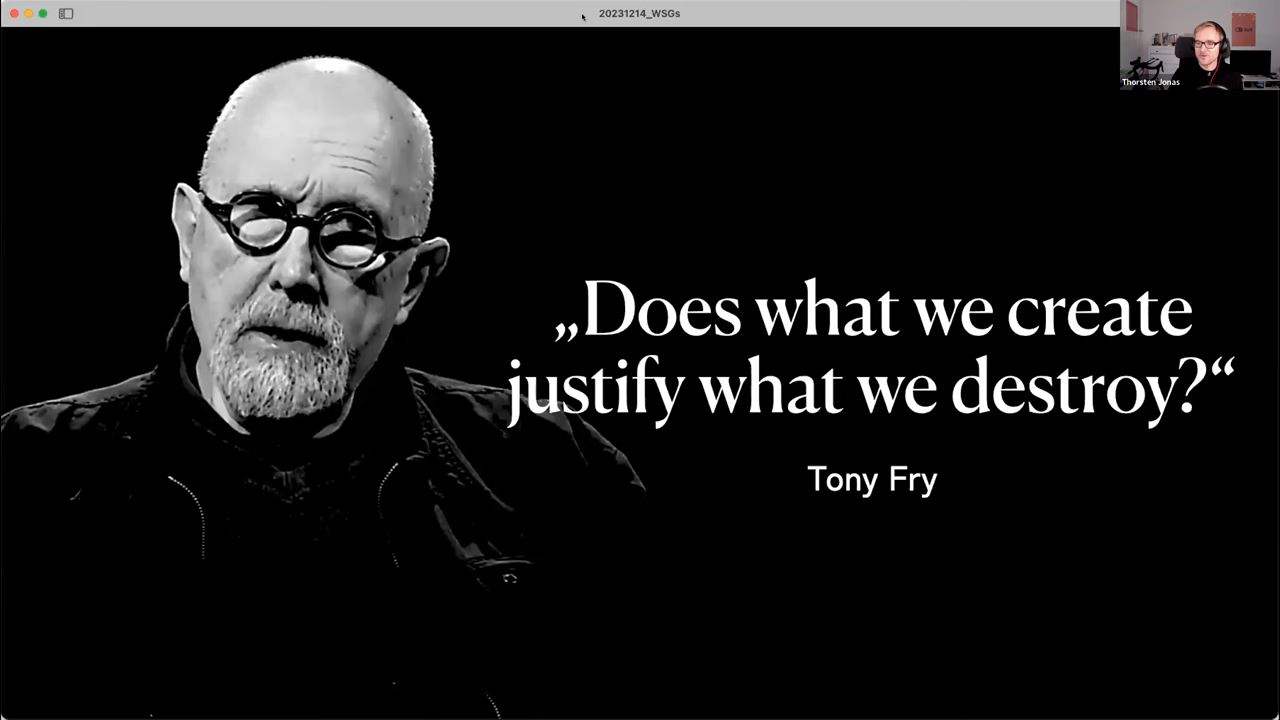 20231214_WSGs
Thorsten Jonas
„Does what we create
justify what we destroy?“
Tony Fry